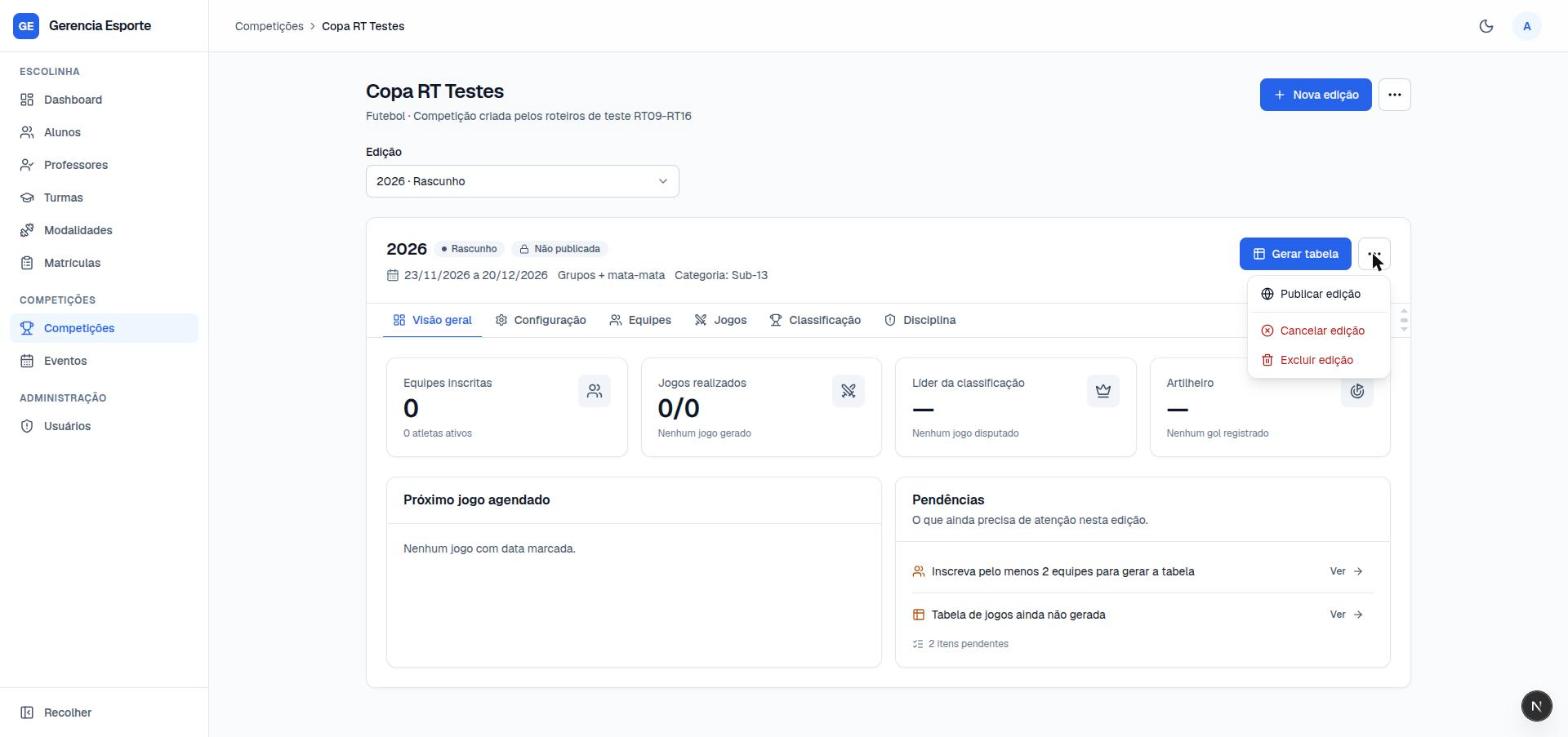 GE Gerencia Esporte
Competições > Copa RT Testes
A
ESCOLINHA
Dashboard
Alunos
Professores
Turmas
Modalidades
Matrículas
COMPETIÇÕES
Competições
Eventos
ADMINISTRAÇÃO
Usuários
Recolher
Copa RT Testes
Futebol · Competição criada pelos roteiros de teste RT09-RT16
+ Nova edição
Edição
2026 · Rascunho
2026 Rascunho Não publicada
23/11/2026 a 20/12/2026 Grupos + mata-mata Categoria: Sub-13
Gerar tabela
Publicar edição
Cancelar edição
Excluir edição
Visão geral Configuração Equipes Jogos Classificação Disciplina
Equipes inscritas
0
0 atletas ativos
Jogos realizados
0/0
Nenhum jogo gerado
Líder da classificação
—
Nenhum jogo disputado
Artilheiro
—
Nenhum gol registrado
Próximo jogo agendado
Nenhum jogo com data marcada.
Pendências
O que ainda precisa de atenção nesta edição.
Inscreva pelo menos 2 equipes para gerar a tabela Ver
Tabela de jogos ainda não gerada Ver
2 itens pendentes
N